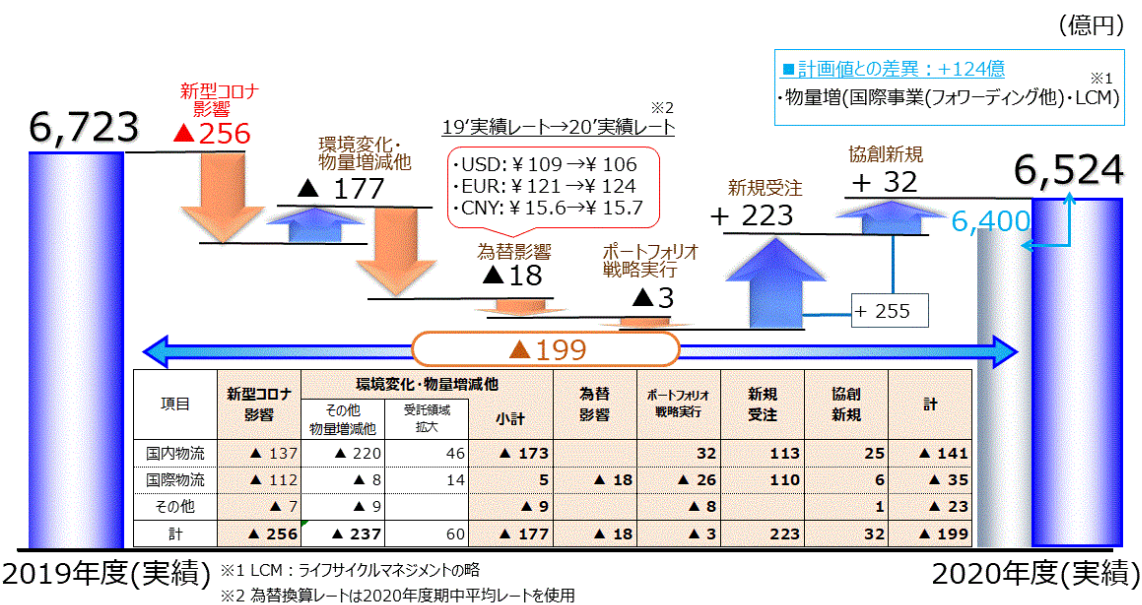 (億円)
■計画値との差異：+124億
※1
・物量増(国際事業(フォワーディング他)・LCM)
6,723
新型コロナ
影響
▲256
環境変化・
物量増減他
▲ 177
※2
19’実績レート→20’実績レート
・USD:￥109→￥106
・EUR:￥121→￥124
・CNY:￥15.6→￥15.7
為替影響
▲18
ポートフォリオ
戦略実行
▲3
新規受注
+ 223
協創新規
+ 32
+ 255
6,400
6,524
▲199
項目 新型コロナ影響 環境変化・物量増減他 為替影響 ポートフォリオ戦略実行 新規受注 協創新規 計
その他物量増減他 受託領域拡大 小計
国内物流 ▲ 137 ▲ 220 46 ▲ 173 32 113 25 ▲ 141
国際物流 ▲ 112 ▲ 8 14 5 ▲ 18 ▲ 26 110 6 ▲ 35
その他 ▲ 7 ▲ 9 ▲ 9 ▲ 8 1 ▲ 23
計 ▲ 256 ▲ 237 60 ▲ 177 ▲ 18 ▲ 3 223 32 ▲ 199
2019年度(実績)
2020年度(実績)
※1 LCM：ライフサイクルマネジメントの略
※2 為替換算レートは2020年度期中平均レートを使用